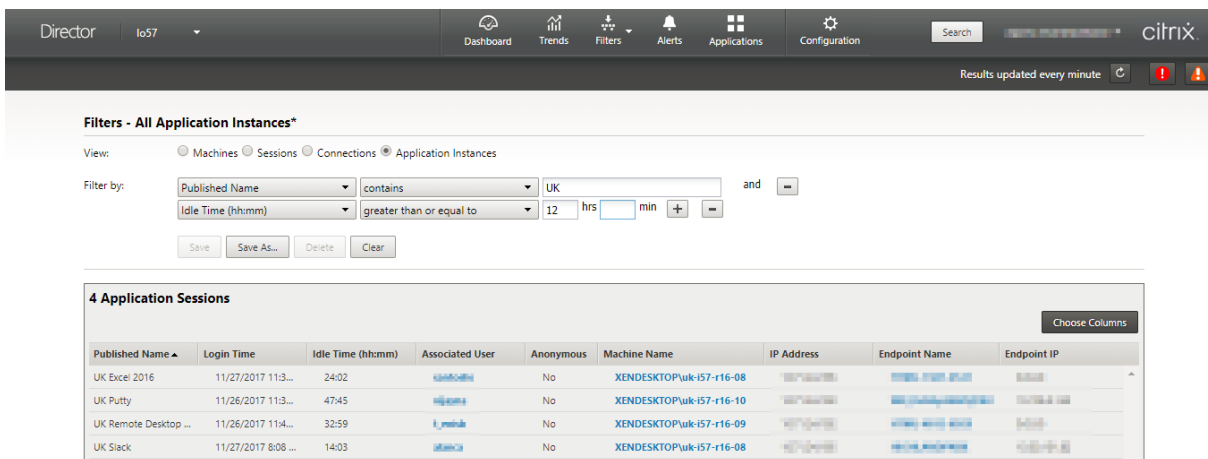 Director lo57 Dashboard Trends Filters Alerts Applications Configuration Search citrix
Results updated every minute
Filters - All Application Instances*
View: Machines Sessions Connections Application Instances
Filter by: Published Name contains UK and
Idle Time (hh:mm) greater than or equal to 12 hrs min + -
Save Save As... Delete Clear
4 Application Sessions
Choose Columns
Published Name Login Time Idle Time (hh:mm) Associated User Anonymous Machine Name IP Address Endpoint Name Endpoint IP
UK Excel 2016 11/27/2017 11:3... 24:02 No XENDESKTOP\uk-i57-r16-08
UK Putty 11/26/2017 11:3... 47:45 No XENDESKTOP\uk-i57-r16-10
UK Remote Desktop ... 11/26/2017 11:4... 32:59 No XENDESKTOP\uk-i57-r16-09
UK Slack 11/27/2017 8:08 ... 14:03 No XENDESKTOP\uk-i57-r16-08